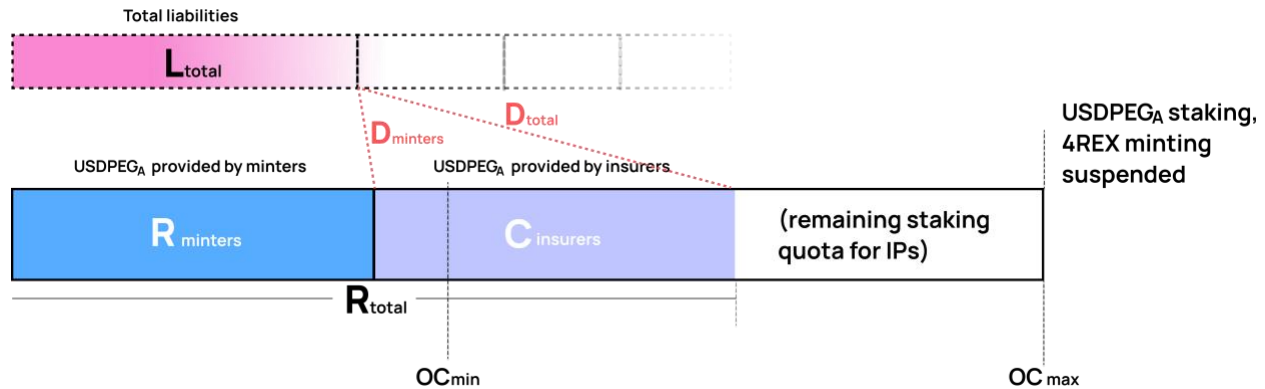 Total liabilities
Ltotal
Dtotal
Dminters
USDPEGA staking,
4REX minting
suspended
USDPEGA provided by minters
USDPEGA provided by insurers
R minters
C insurers
(remaining staking
quota for IPs)
Rtotal
OCmin
OC max